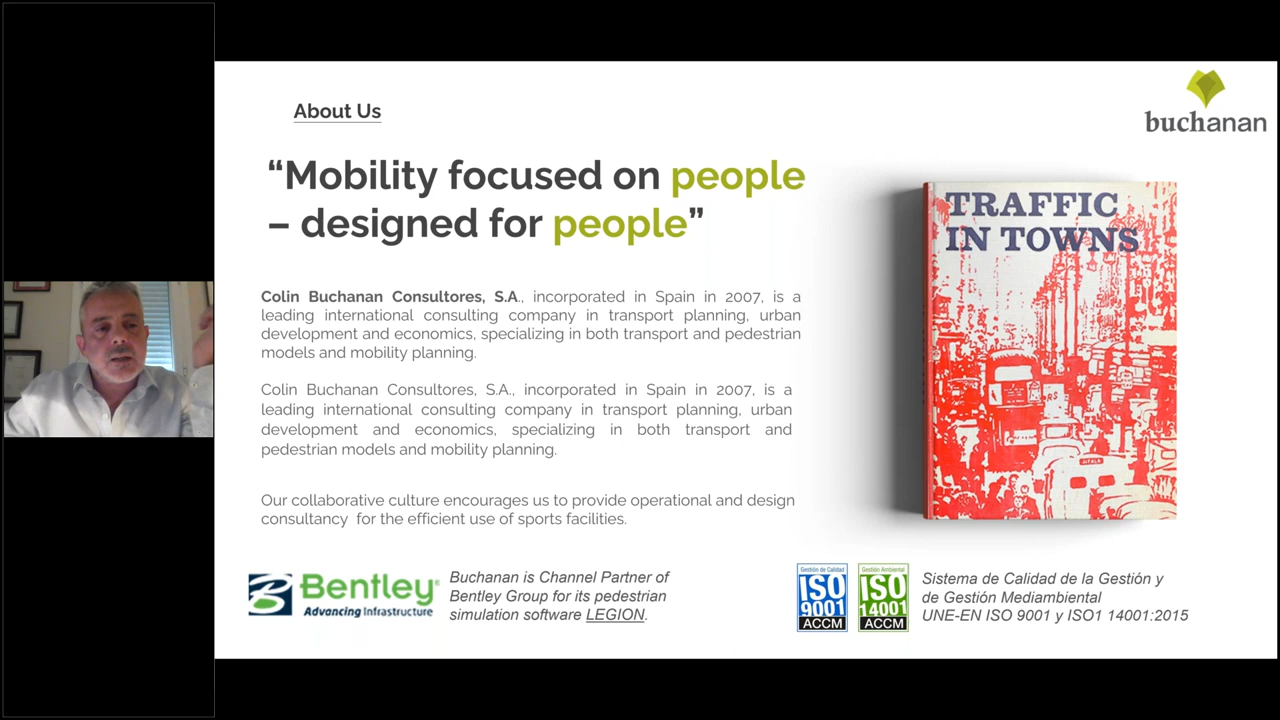 About Us
buchanan
“Mobility focused on people
– designed for people”
TRAFFIC
IN TOWNS
Colin Buchanan Consultores, S.A., incorporated in Spain in 2007, is a
leading international consulting company in transport planning, urban
development and economics, specializing in both transport and pedestrian
models and mobility planning.
Colin Buchanan Consultores, S.A., incorporated in Spain in 2007, is a
leading international consulting company in transport planning, urban
development and economics, specializing in both transport and
pedestrian models and mobility planning.
Our collaborative culture encourages us to provide operational and design
consultancy for the efficient use of sports facilities.
Bentley®
Advancing Infrastructure
Buchanan is Channel Partner of
Bentley Group for its pedestrian
simulation software LEGION.
Gestión de Calidad
ISO
9001
ACCM
Gestión Ambiental
ISO
14001
ACCM
Sistema de Calidad de la Gestión y
de Gestión Mediambiental
UNE-EN ISO 9001 y ISO1 14001:2015